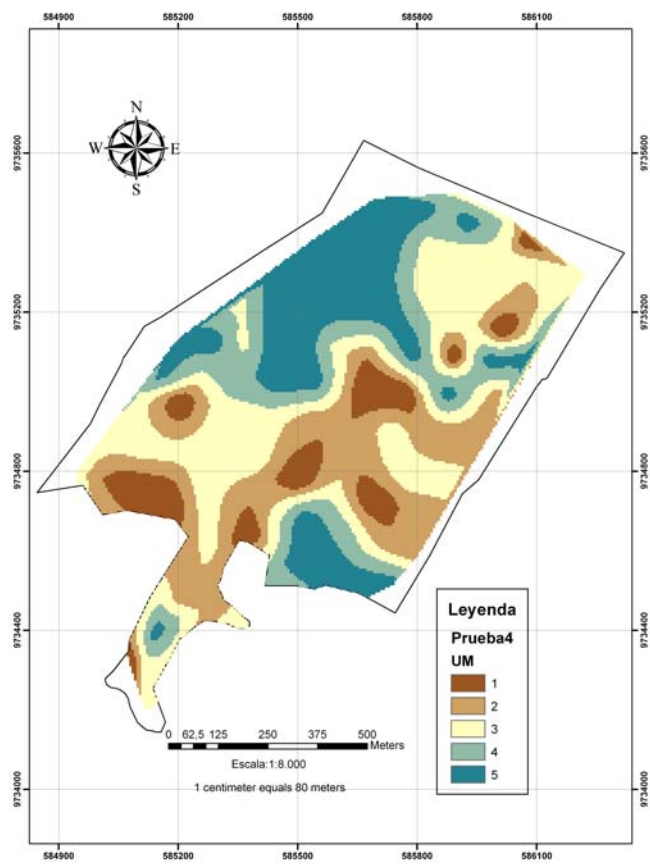 584900 585200 585500 585800 586100
N
W E
S
9735600 9735600
9735200 9735200
9734800 9734800
9734400 9734400
9734000 9734000
Leyenda
Prueba4
UM
1
2
3
4
5
0 62,5 125 250 375 500
Meters
Escala:1:8.000
1 centimeter equals 80 meters
584900 585200 585500 585800 586100